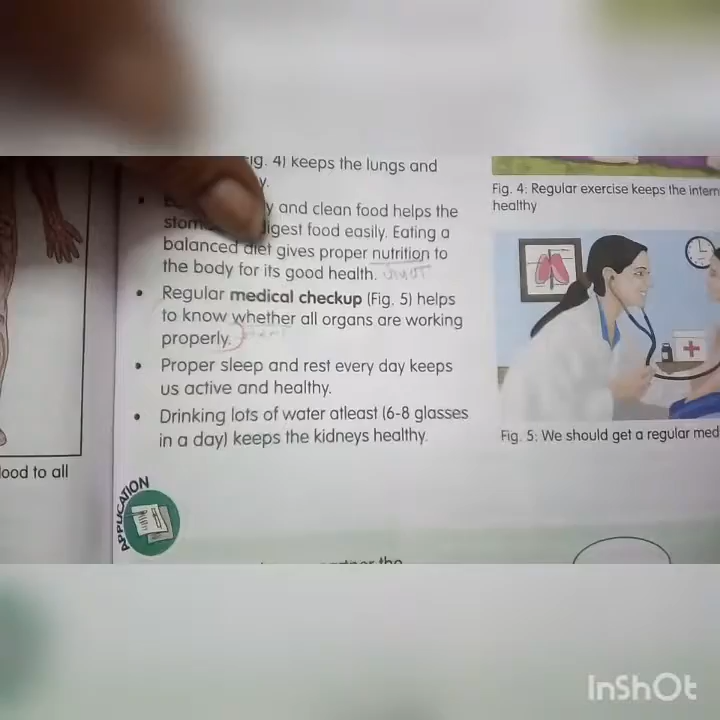 ig. 4) keeps the lungs and
y.
y and clean food helps the
stom digest food easily. Eating a
balanced diet gives proper nutrition to
the body for its good health.
• Regular medical checkup (Fig. 5) helps
to know whether all organs are working
properly.
• Proper sleep and rest every day keeps
us active and healthy.
• Drinking lots of water atleast (6-8 glasses
in a day) keeps the kidneys healthy.
Fig. 4: Regular exercise keeps the intern
healthy
Fig. 5: We should get a regular med
lood to all
APPLICATION
InShOt